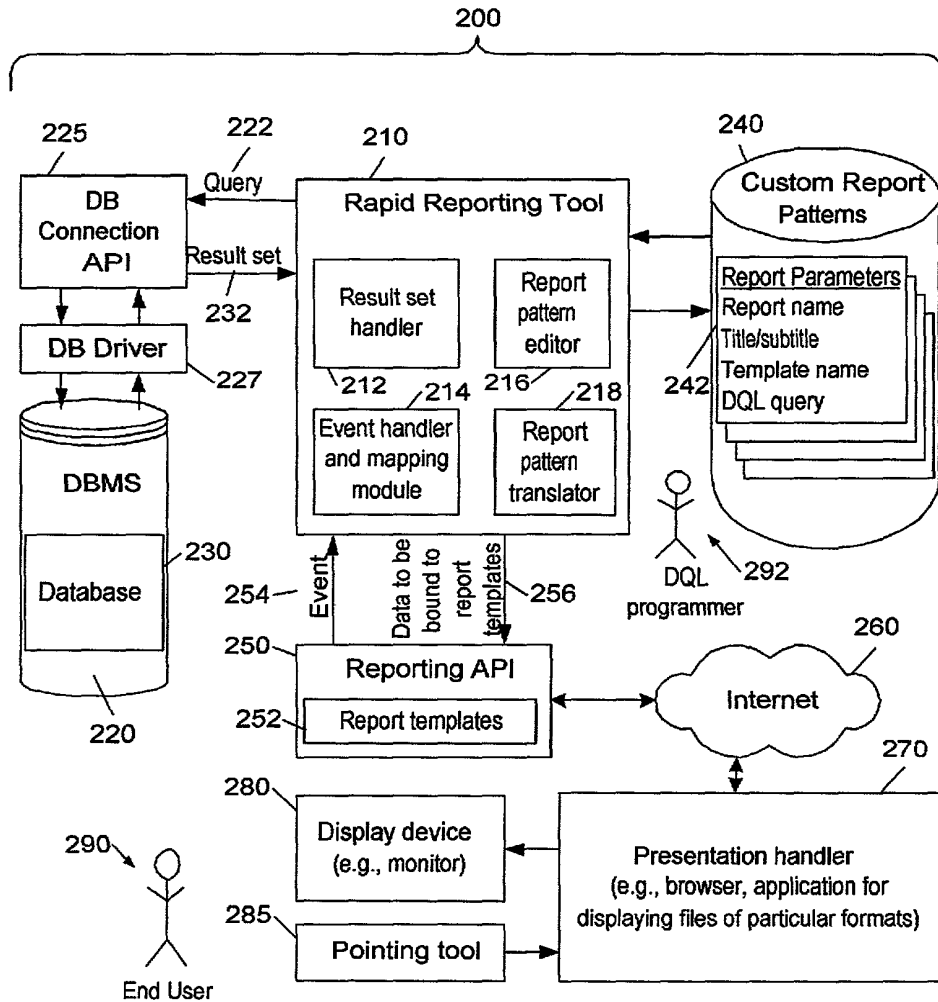 200
225
222
210
240
DB
Connection
API
Query
Result set
232
Rapid Reporting Tool
Custom Report
Patterns
Result set
handler
212
Report
pattern
editor
216
Report Parameters
Report name
Title/subtitle
Template name
DQL query
242
DB Driver
227
214
Event handler
and mapping
module
218
Report
pattern
translator
DBMS
230
Database
220
254
Event
Data to be
bound to
report
templates
256
DQL
programmer
292
250
Reporting API
252
Report templates
260
Internet
270
280
Display device
(e.g., monitor)
Presentation handler
(e.g., browser, application for
displaying files of particular formats)
290
End User
285
Pointing tool